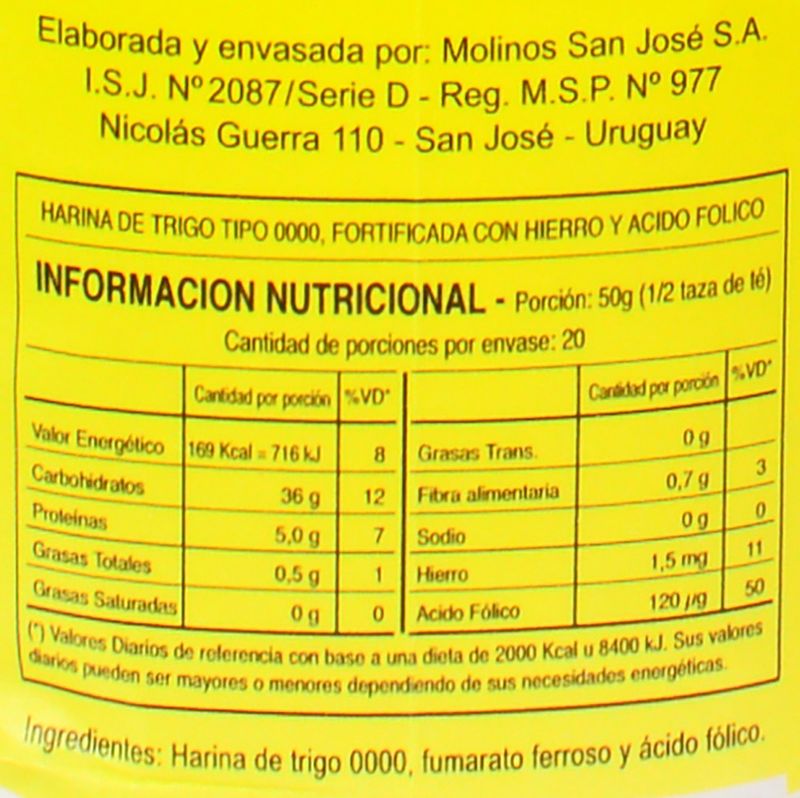 Elaborada y envasada por: Molinos San José S.A.
I.S.J. Nº 2087/Serie D - Reg. M.S.P. Nº 977
Nicolás Guerra 110 - San José - Uruguay
HARINA DE TRIGO TIPO 0000, FORTIFICADA CON HIERRO Y ACIDO FOLICO
INFORMACION NUTRICIONAL - Porción: 50g (1/2 taza de té)
Cantidad de porciones por envase: 20
Cantidad por porción %VD* Cantidad por porción %VD*
Valor Energético 169 Kcal = 716 kJ 8 Grasas Trans. 0 g
Carbohidratos 36 g 12 Fibra alimentaria 0,7 g 3
Proteínas 5,0 g 7 Sodio 0 g 0
Grasas Totales 0,5 g 1 Hierro 1,5 mg 11
Grasas Saturadas 0 g 0 Acido Fólico 120 µg 50
(*) Valores Diarios de referencia con base a una dieta de 2000 Kcal u 8400 kJ. Sus valores
diarios pueden ser mayores o menores dependiendo de sus necesidades energéticas.
Ingredientes: Harina de trigo 0000, fumarato ferroso y ácido fólico.